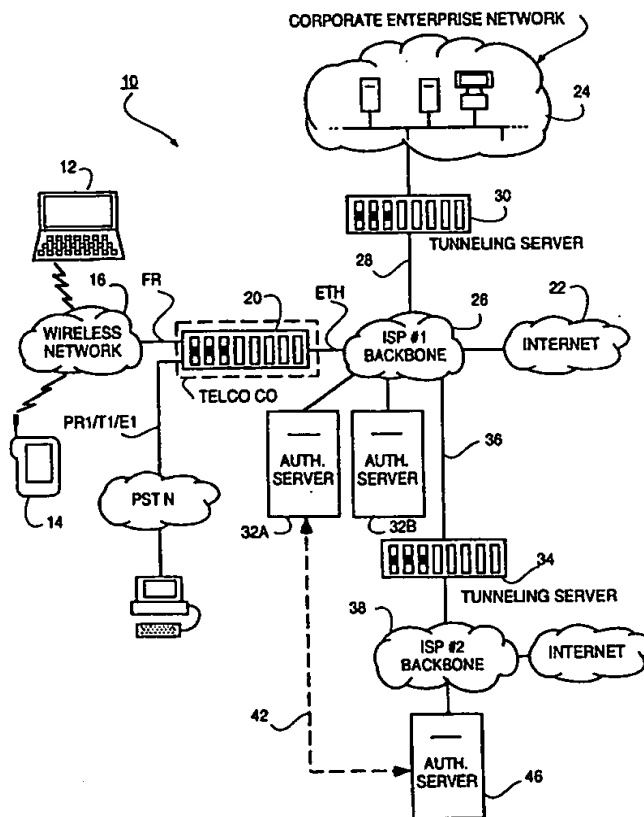 CORPORATE ENTERPRISE NETWORK
10
24
12
30
TUNNELING SERVER
28
16
FR
20
ETH
26
22
WIRELESS
NETWORK
ISP #1
BACKBONE
INTERNET
TELCO CO
PR1/T1/E1
36
14
PST N
AUTH.
SERVER
AUTH.
SERVER
32A
32B
34
TUNNELING SERVER
38
ISP #2
BACKBONE
INTERNET
42
AUTH.
SERVER
46